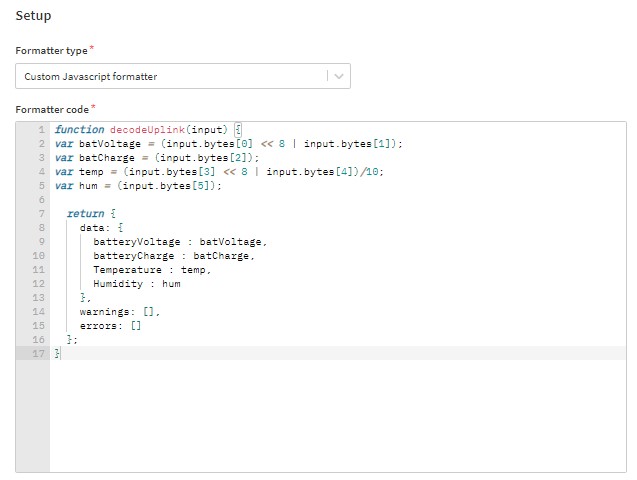 Setup
Formatter type *
Custom Javascript formatter
Formatter code *
1 function decodeUplink(input) {
2 var batVoltage = (input.bytes[0] << 8 | input.bytes[1]);
3 var batCharge = (input.bytes[2]);
4 var temp = (input.bytes[3] << 8 | input.bytes[4])/10;
5 var hum = (input.bytes[5]);
6
7 return {
8 data: {
9 batteryVoltage : batVoltage,
10 batteryCharge : batCharge,
11 Temperature : temp,
12 Humidity : hum
13 },
14 warnings: [],
15 errors: []
16 };
17 }